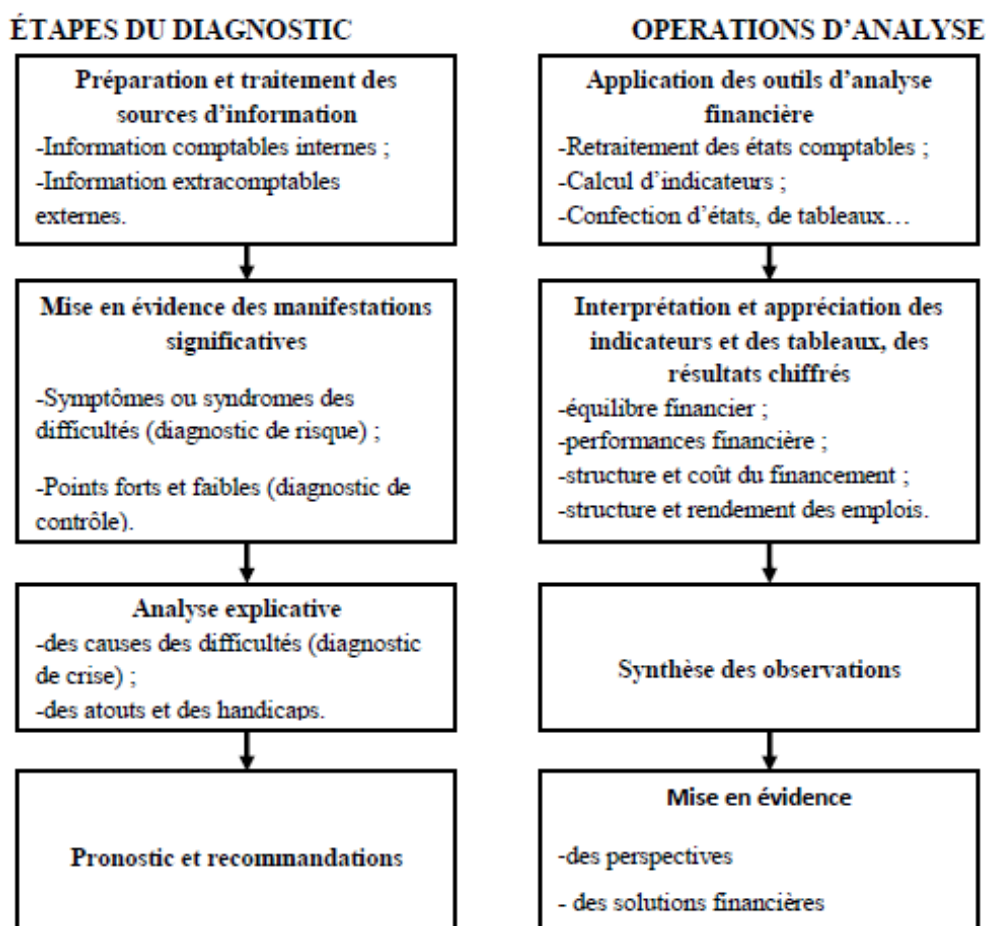 ÉTAPES DU DIAGNOSTIC
OPERATIONS D'ANALYSE
Préparation et traitement des
sources d'information
-Information comptables internes ;
-Information extracomptables
externes.
Application des outils d'analyse
financière
-Retraitement des états comptables ;
-Calcul d'indicateurs ;
-Confection d'états, de tableaux…
Mise en évidence des manifestations
significatives
-Symptômes ou syndromes des
difficultés (diagnostic de risque) ;
-Points forts et faibles (diagnostic de
contrôle).
Interprétation et appréciation des
indicateurs et des tableaux, des
résultats chiffrés
-équilibre financier ;
-performances financière ;
-structure et coût du financement ;
-structure et rendement des emplois.
Analyse explicative
-des causes des difficultés (diagnostic
de crise) ;
-des atouts et des handicaps.
Synthèse des observations
Pronostic et recommandations
Mise en évidence
-des perspectives
- des solutions financières